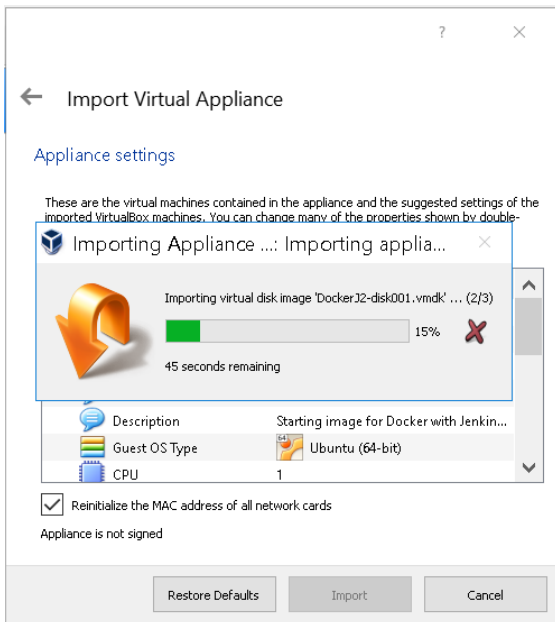 ?
Import Virtual Appliance
Appliance settings
These are the virtual machines contained in the appliance and the suggested settings of the
imported VirtualBox machines. You can change many of the properties shown by double-
Importing Appliance ...: Importing applia...
Importing virtual disk image 'DockerJ2-disk001.vmdk' ... (2/3)
15%
45 seconds remaining
Description Starting image for Docker with Jenkin...
Guest OS Type 64 Ubuntu (64-bit)
CPU 1
Reinitialize the MAC address of all network cards
Appliance is not signed
Restore Defaults Import Cancel